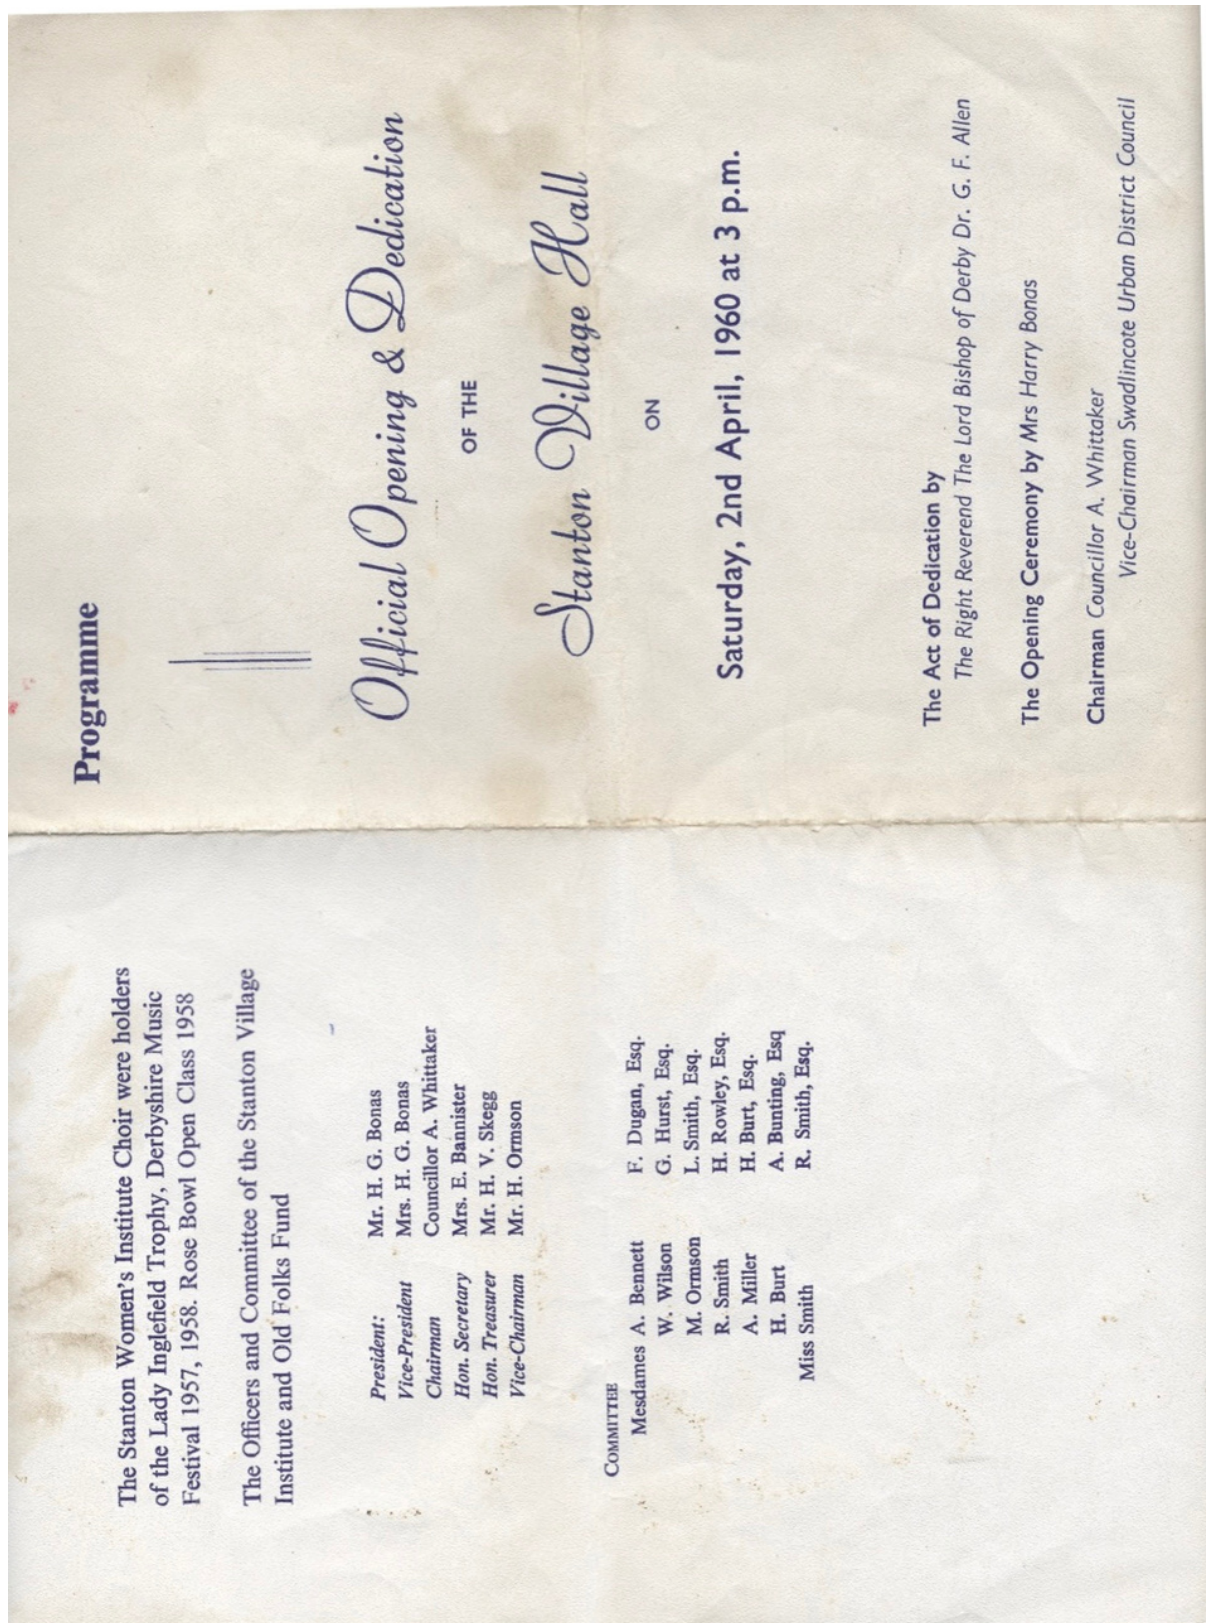 The Stanton Women's Institute Choir were holders
of the Lady Inglefield Trophy, Derbyshire Music
Festival 1957, 1958. Rose Bowl Open Class 1958
The Officers and Committee of the Stanton Village
Institute and Old Folks Fund
President: Mr. H. G. Bonas
Vice-President Mrs. H. G. Bonas
Chairman Councillor A. Whittaker
Hon. Secretary Mrs. E. Bannister
Hon. Treasurer Mr. H. V. Skegg
Vice-Chairman Mr. H. Ormson
COMMITTEE
Mesdames A. Bennett F. Dugan, Esq.
W. Wilson G. Hurst, Esq.
M. Ormson L. Smith, Esq.
R. Smith H. Rowley, Esq.
A. Miller H. Burt, Esq.
H. Burt A. Bunting, Esq
Miss Smith R. Smith, Esq.
Programme
Official Opening & Dedication
OF THE
Stanton Village Hall
ON
Saturday, 2nd April, 1960 at 3 p.m.
The Act of Dedication by
The Right Reverend The Lord Bishop of Derby Dr. G. F. Allen
The Opening Ceremony by Mrs Harry Bonas
Chairman Councillor A. Whittaker
Vice-Chairman Swadlincote Urban District Council